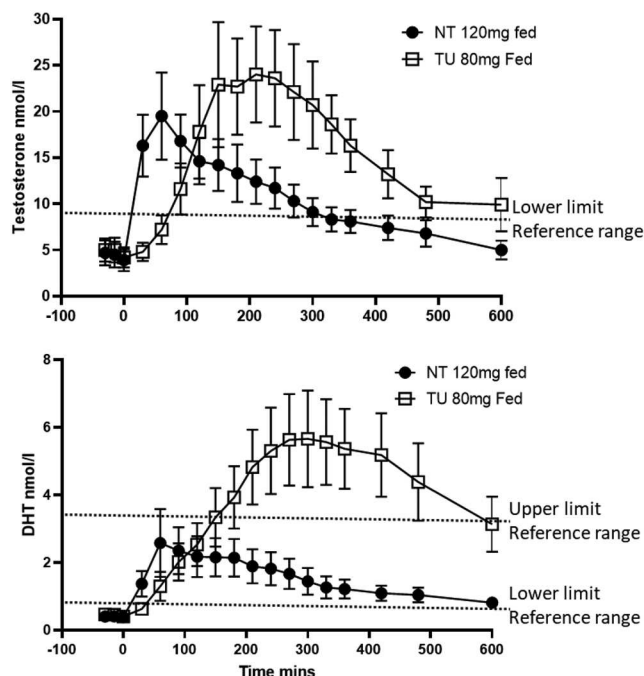 30
NT 120mg fed
TU 80mg Fed
25
20
Testosterone nmol/l
15
10
Lower limit
Reference range
5
0
-100 0 100 200 300 400 500 600
8
NT 120mg fed
TU 80mg Fed
6
DHT nmol/l
4
Upper limit
Reference range
2
Lower limit
Reference range
0
-100 0 100 200 300 400 500 600
Time mins